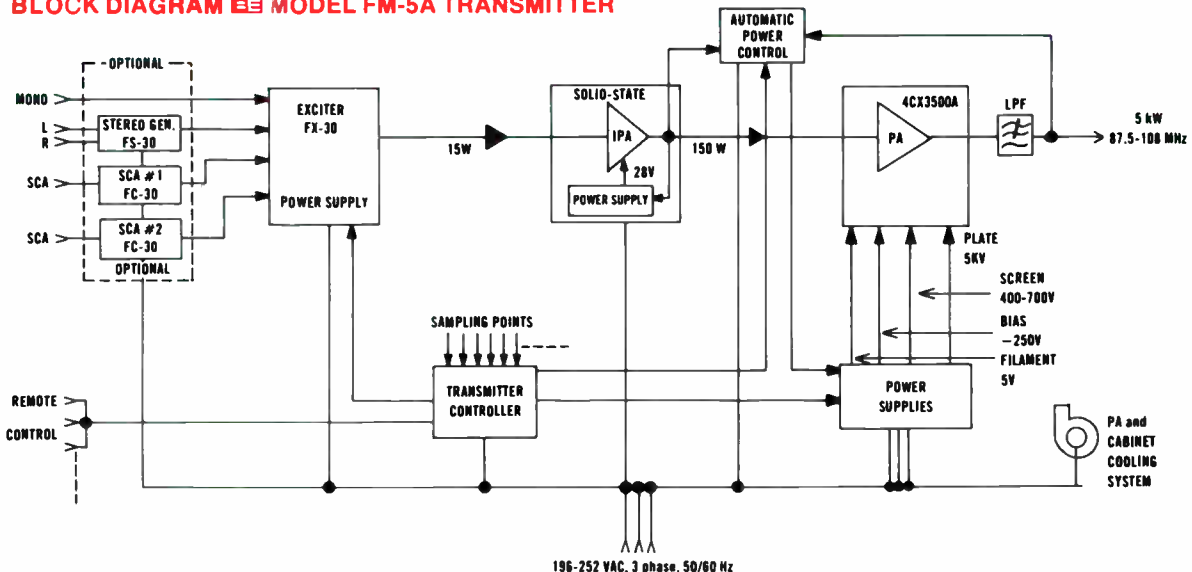 BLOCK DIAGRAM EE MODEL FM-5A TRANSMITTER
OPTIONAL
MONO
L
R
STEREO GEN.
FS-30
SCA
SCA #1
FC-30
SCA
SCA #2
FC-30
OPTIONAL
EXCITER
FX-30
POWER SUPPLY
15W
SOLID-STATE
IPA
28V
POWER SUPPLY
150 W
AUTOMATIC
POWER
CONTROL
4CX3500A
PA
LPF
5 kW
87.5-108 MHz
PLATE
5KV
SCREEN
400-700V
BIAS
-250V
FILAMENT
5V
SAMPLING POINTS
TRANSMITTER
CONTROLLER
POWER
SUPPLIES
REMOTE
CONTROL
PA and
CABINET
COOLING
SYSTEM
196-252 VAC, 3 phase, 50/60 Hz